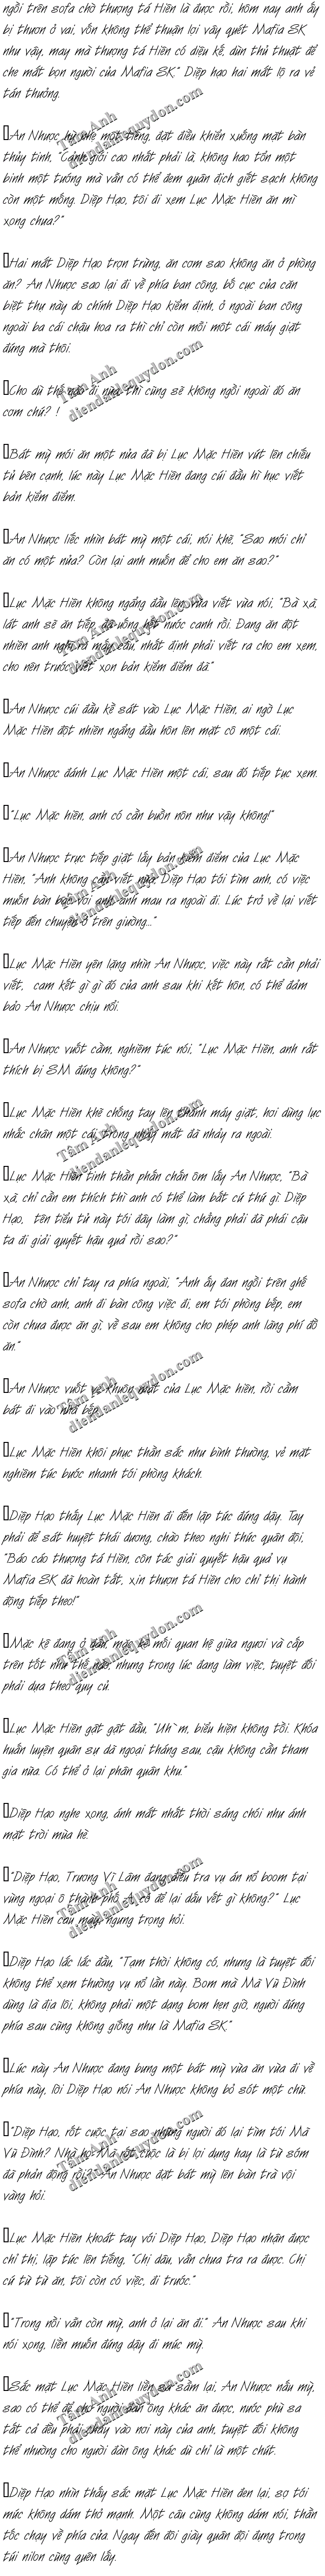 ngồi trên sofa chờ thượng tá Hiên là được rồi, hôm nay anh ấy
bị thương ở vai, vốn không thể thuận lợi vây quét Mafia SK
như vậy, may mà thượng tá Hiên có diệu kế, dùng thủ thuật để
che mắt bọn người của Mafia SK." Diệp hạo hai mắt lộ ra vẻ
tán thưởng.
An Nhược hừ nhẹ một tiếng, đặt điều khiển xuống mặt bàn
thủy tinh, "Cảnh giới cao nhất phải là, không hao tổn một
binh một tướng mà vẫn có thể đem quân địch giết sạch không
còn một mống. Diệp Hạo, tôi đi xem Lục Mặc Hiên ăn mì
xong chưa?"
Hai mắt Diệp Hạo trợn trừng, ăn cơm sao không ăn ở phòng
ăn? An Nhược sao lại đi về phía ban công, bố cục của căn
biệt thự này do chính Diệp Hạo kiểm định, ở ngoài ban công
ngoài ba cái chậu hoa ra thì chỉ còn mỗi một cái máy giặt
đứng mà thôi.
Cho dù thế nào đi nữa, thì cũng sẽ không ngồi ngoài đó ăn
cơm chứ? !
Bát mỳ mới ăn một nửa đã bị Lục Mặc Hiên vứt lên chiếc
tủ bên cạnh, lúc này Lục Mặc Hiên đang cúi đầu hì hục viết
bản kiểm điểm.
An Nhược liếc nhìn bát mỳ một cái, nói khẽ, "Sao mới chỉ
ăn có một nửa? Còn lại anh muốn để cho em ăn sao?"
Lục Mặc Hiên không ngẩng đầu lên, vừa viết vừa nói, "Bà xã,
lát anh sẽ ăn tiếp, sẽ uống hết nước canh rồi. Đang ăn đột
nhiên anh nghĩ ra mấy câu, nhất định phải viết ra cho em xem,
cho nên trước viết xon bản kiểm điểm đã."
An Nhược cúi đầu kề sát vào Lục Mặc Hiên, ai ngờ Lục
Mặc Hiên đột nhiên ngẩng đầu hôn lên mặt cô một cái.
An Nhược đánh Lục Mặc Hiên một cái, sau đó tiếp tục xem.
"Lục Mặc hiên, anh có cần buồn nôn như vậy không!"
An Nhược trực tiếp giật lấy bản kiểm điểm của Lục Mặc
Hiên, "Anh không cần viết nữa, Diệp Hạo tới tìm anh, có việc
muốn bàn bạc với anh, anh mau ra ngoài đi. Lúc trở về lại viết
tiếp đến chuyện ở trên giường..."
Lục Mặc Hiên yên lặng nhìn An Nhược, việc này rất cần phải
viết, cam kết gì gì đó của anh sau khi kết hôn, có thể đảm
bảo An Nhược chịu nổi.
An Nhược vuốt cằm, nghiêm túc nói, "Lục Mặc Hiên, anh rất
thích bị SM đúng không?"
Lục Mặc Hiên khẽ chống tay lên thành máy giặt, hơi dùng lực
nhấc chân một cái, trong nháy mắt đã nhảy ra ngoài.
Lục Mặc Hiên tinh thần phấn chấn ôm lấy An Nhược, "Bà
xã, chỉ cần em thích thì anh có thể làm bất cứ thứ gì. Diệp
Hạo, tên tiểu tử này tới đây làm gì, chẳng phải đã phái cậu
ta đi giải quyết hậu quả rồi sao?"
An Nhược chỉ tay ra phía ngoài, "Anh ấy đan ngồi trên ghế
sofa chờ anh, anh đi bàn công việc đi, em tới phòng bếp, em
còn chưa được ăn gì, về sau em không cho phép anh lãng phí đồ
ăn."
An Nhược vuốt ve khuôn mặt của Lục Mặc hiên, rồi cầm
bát đi vào nhà bếp.
Lục Mặc Hiên khôi phục thần sắc như bình thường, vẻ mặt
nghiêm túc bước nhanh tới phòng khách.
Diệp Hạo thấy Lục Mặc Hiên đi đến lập tức đứng dậy. Tay
phải để sát huyệt thái dương, chào theo nghi thức quân đội,
"Báo cáo thượng tá Hiên, côn tác giải quyết hậu quả vụ
Mafia SK đã hoàn tất, xin thượn tá Hiên cho chỉ thị hành
động tiếp theo!"
Mặc kệ đang ở đâu, mặc kệ mối quan hệ giữa ngươi và cấp
trên tốt như thế nào, nhưng trong lúc đang làm việc, tuyệt đối
phải dựa theo quy củ.
Lục Mặc Hiên gật gật đầu, "Uh`m, biểu hiện không tồi. Khóa
huấn luyện quân sự dã ngoại tháng sau, cậu không cần tham
gia nữa. Có thể ở lại phân quân khu."
Diệp Hạo nghe xong, ánh mắt nhất thời sáng chói như ánh
mặt trời mùa hè.
"Diệp Hạo, Trương Vĩ Lâm đang điều tra vụ án nổ boom tại
vùng ngoại ô thành phố, có để lại dấu vết gì không?" Lục
Mặc Hiên cau mày, ngưng trọng hỏi.
Diệp Hạo lắc lắc đầu, "Tạm thời không có, nhưng là tuyệt đối
không thể xem thường vụ nổ lần này. Bom mà Mã Vũ Đình
dùng là địa lôi, không phải một dạng bom hẹn giờ, người đứng
phía sau cũng không giống như là Mafia SK."
Lúc này An Nhược đang bưng một bát mỳ vừa ăn vừa đi về
phía này, lời Diệp Hạo nói An Nhược không bỏ sót một chữ.
"Diệp Hạo, rốt cuộc tại sao những người đó lại tìm tới Mã
Vũ Đình? Nhà họ Mã rốt cuộc là bị lợi dụng hay là từ sớm
đã phản động rồi?" An Nhược đặt bát mỳ lên bàn trà vội
vàng hỏi.
Lục Mặc Hiên khoát tay với Diệp Hạo, Diệp Hạo nhận được
chỉ thị, lập tức lên tiếng, "Chị dâu, vẫn chưa tra ra được. Chị
cứ từ từ ăn, tôi còn có việc, đi trước."
"Trong nồi vẫn còn mỳ, anh ở lại ăn đi." An Nhược sau khi
nói xong, liền muốn đứng dậy đi múc mỳ.
Sắc mặt Lục Mặc Hiên liền sa sầm lại, An Nhược nấu mỳ,
sao có thể để cho người đàn ông khác ăn được, nước phù sa
tất cả đều phải chảy vào nơi này của anh, tuyệt đối không
thể nhường cho người đàn ông khác dù chỉ là một chút.
Diệp Hạo nhìn thấy sắc mặt Lục Mặc Hiên đen lại, sợ tới
mức không dám thở mạnh. Một câu cũng không dám nói, thần
tốc chạy về phía cửa. Ngay đến đôi giày quân đội đựng trong
túi nilon cũng quên lấy.
Tâm Anh
diendanlequydon.com